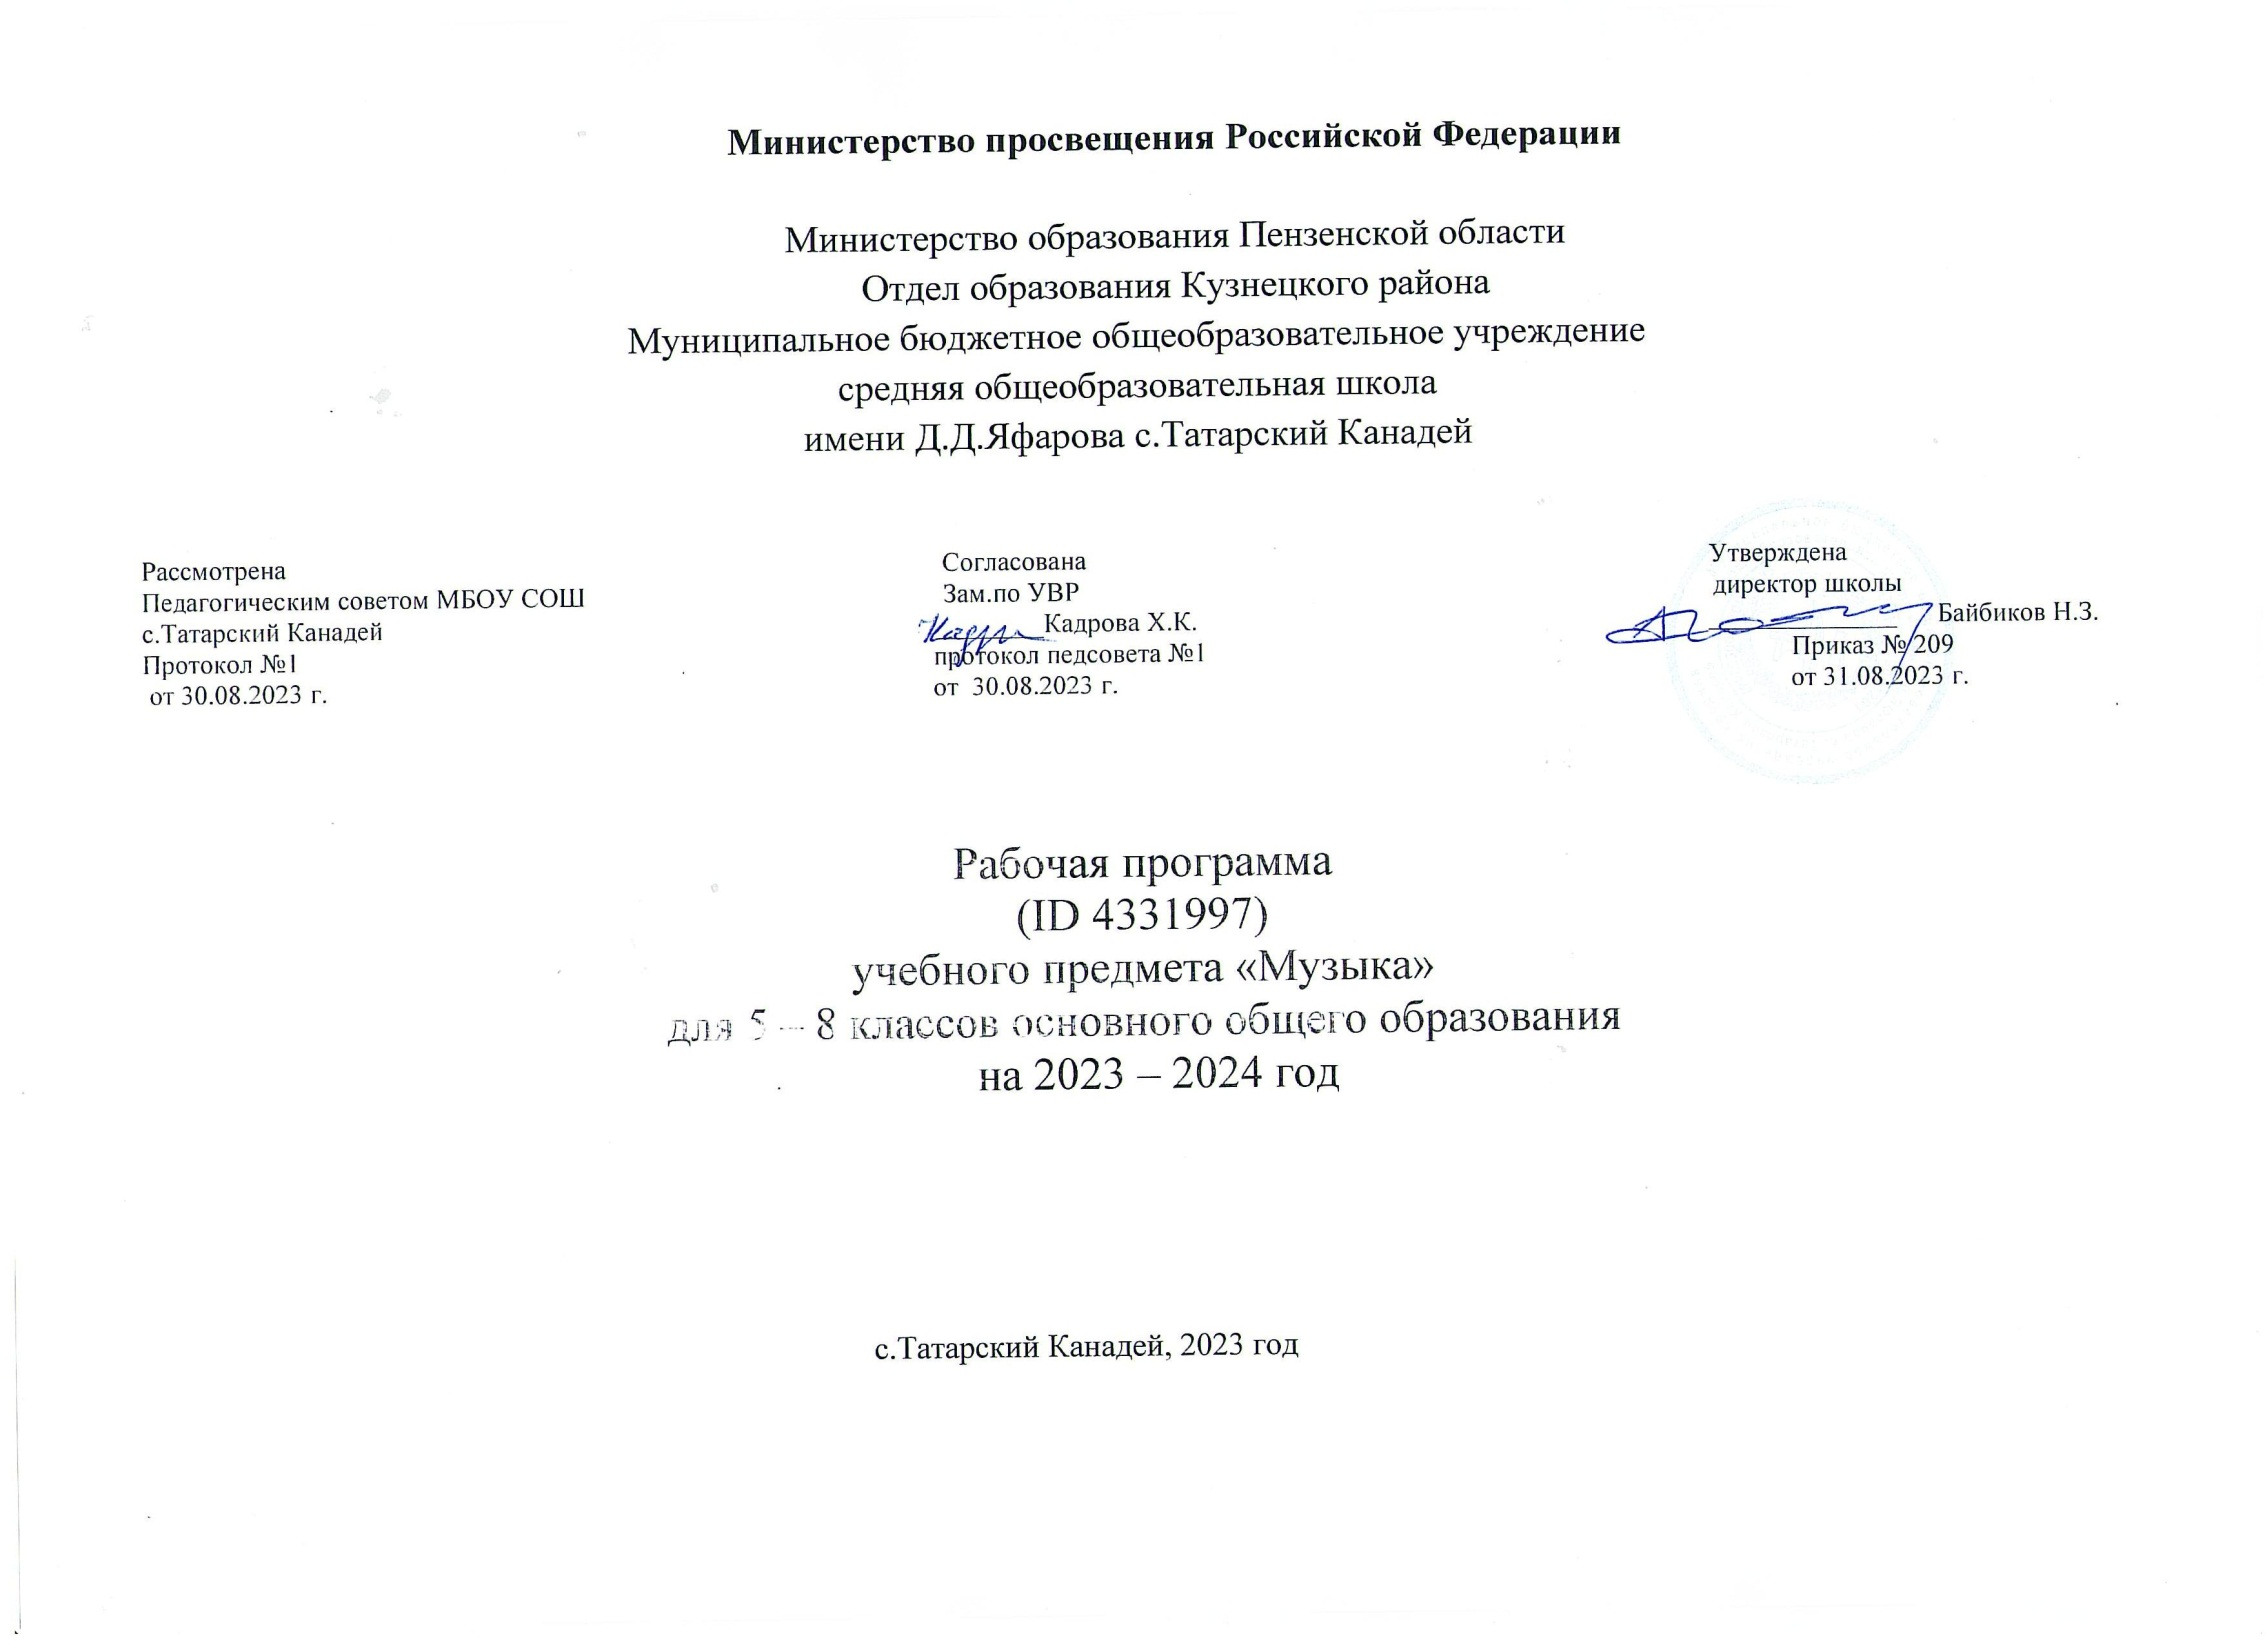 Министерство просвещения Российской Федерации
Министерство образования Пензенской области
Отдел образования Кузнецкого района
Муниципальное бюджетное общеобразовательное учреждение
средняя общеобразовательная школа
имени Д.Д.Яфарова с.Татарский Канадей
Рассмотрена
Педагогическим советом МБОУ СОШ
с.Татарский Канадей
Протокол №1
от 30.08.2023 г.
Согласована
Зам.по УВР
Кадрова Х.К.
протокол педсовета №1
от 30.08.2023 г.
Утверждена
директор школы
Байбиков Н.З.
Приказ № 209
от 31.08.2023 г.
Рабочая программа
(ID 4331997)
учебного предмета «Музыка»
для 5 – 8 классов основного общего образования
на 2023 – 2024 год
с.Татарский Канадей, 2023 год